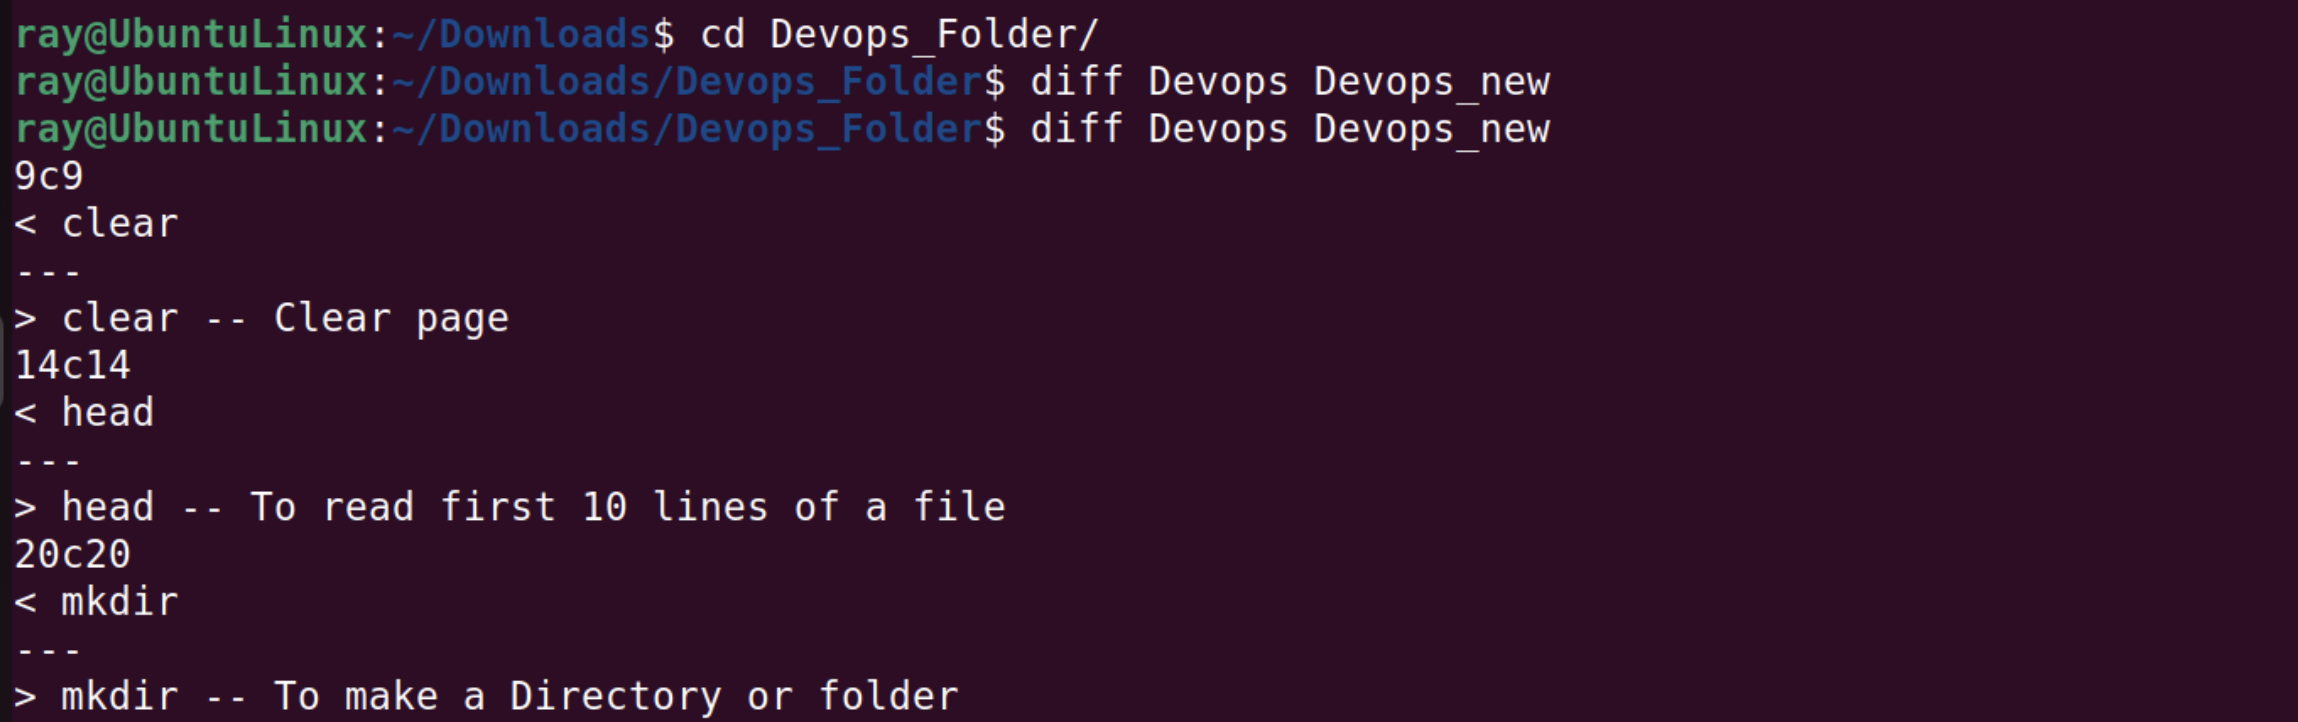 ray@UbuntuLinux:~/Downloads$ cd Devops_Folder/
ray@UbuntuLinux:~/Downloads/Devops_Folder$ diff Devops Devops_new
ray@UbuntuLinux:~/Downloads/Devops_Folder$ diff Devops Devops_new
9c9
< clear
---
> clear -- Clear page
14c14
< head
---
> head -- To read first 10 lines of a file
20c20
< mkdir
---
> mkdir -- To make a Directory or folder